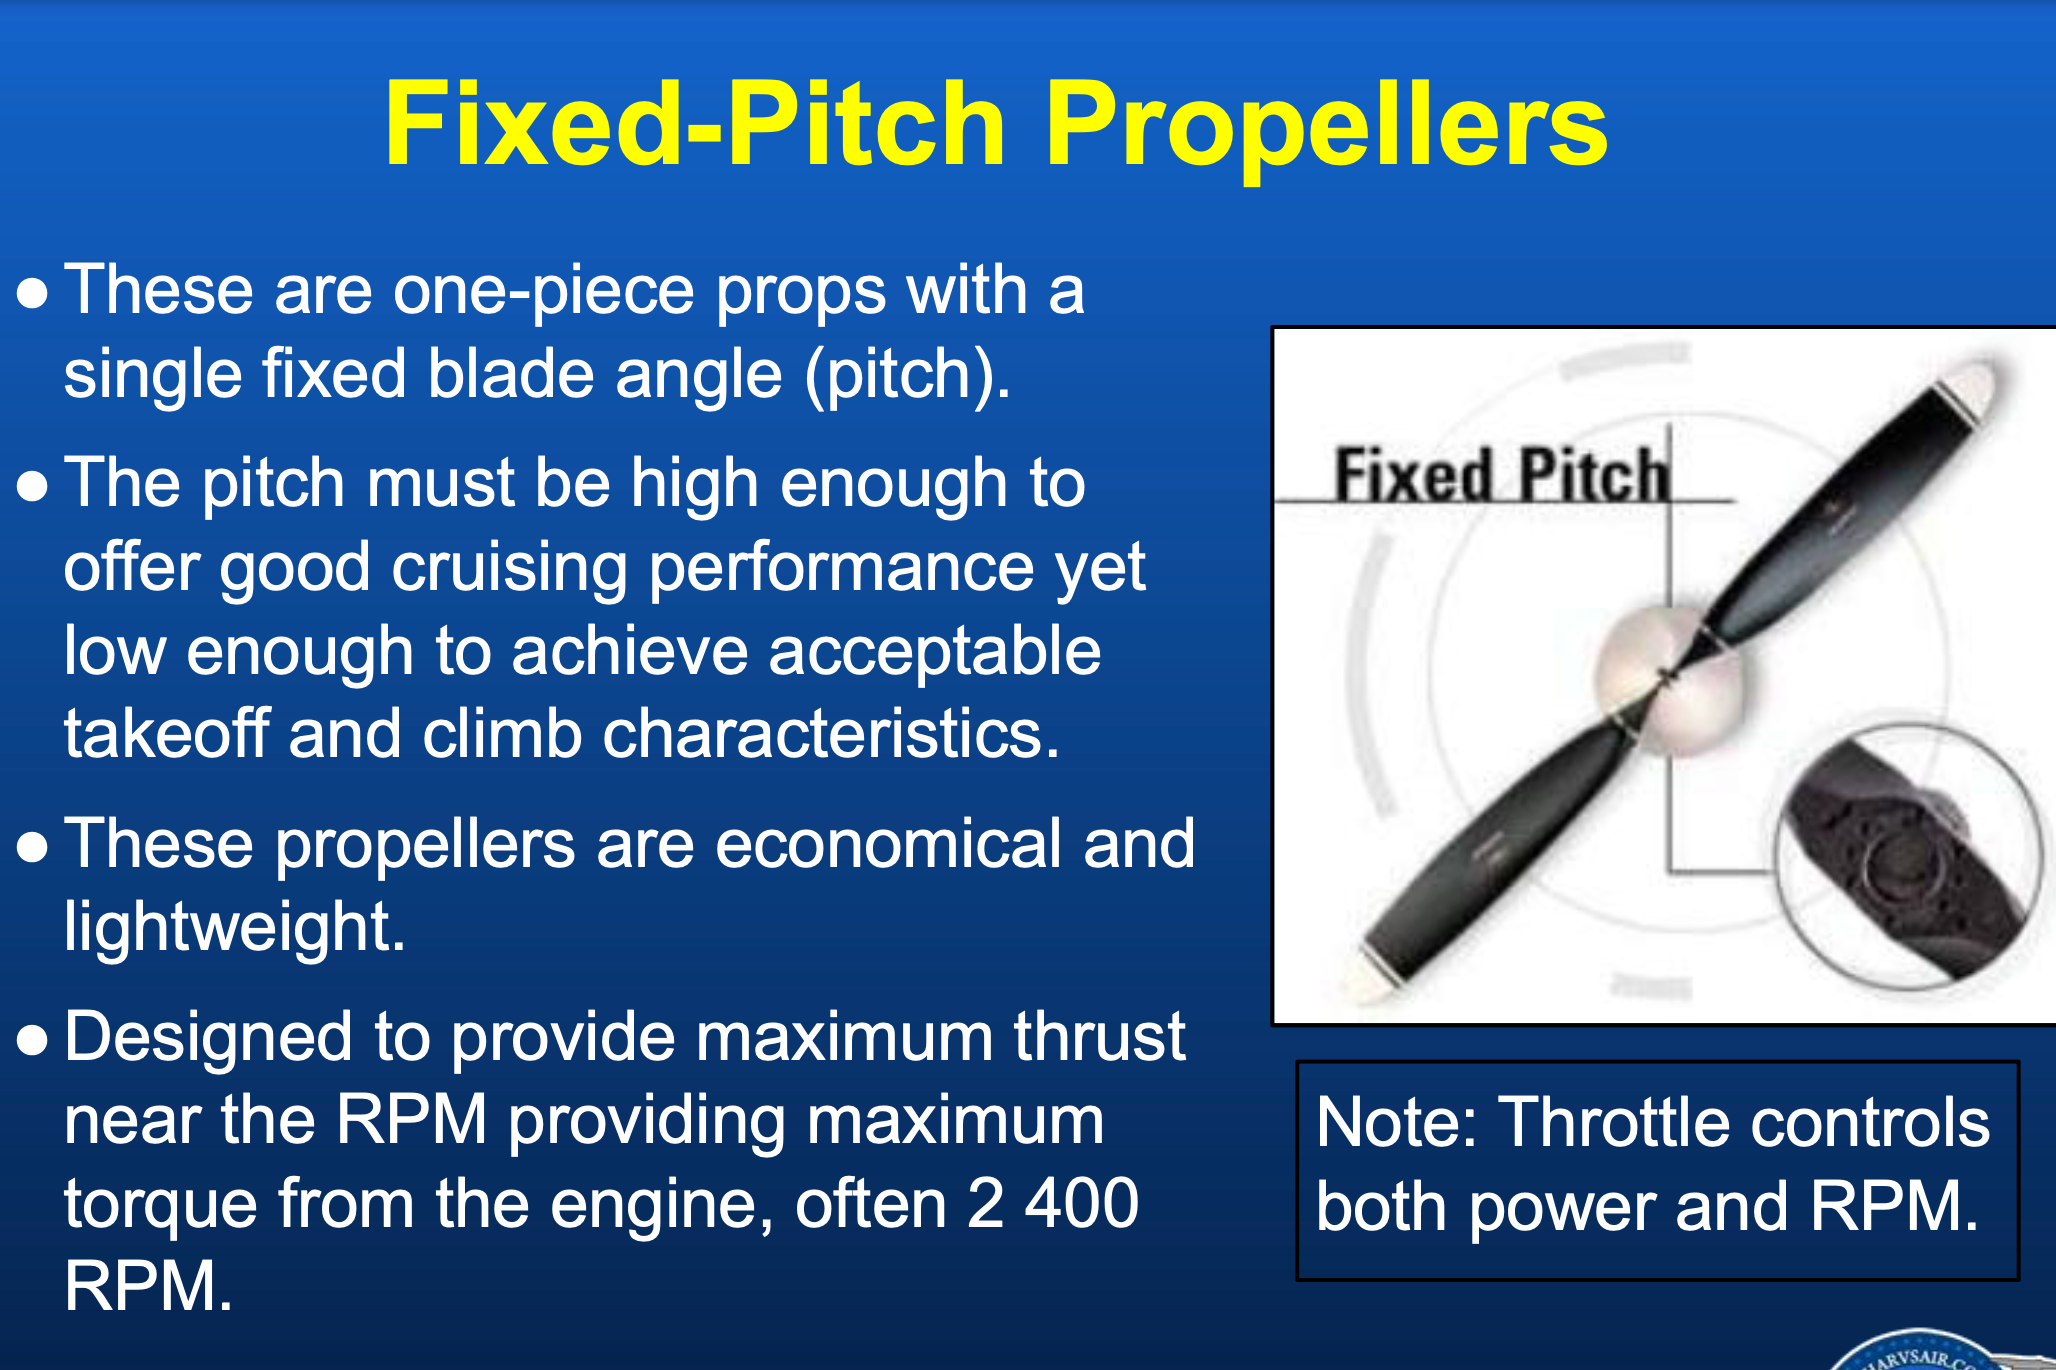 Fixed-Pitch Propellers
● These are one-piece props with a
single fixed blade angle (pitch).
● The pitch must be high enough to
offer good cruising performance yet
low enough to achieve acceptable
takeoff and climb characteristics.
● These propellers are economical and
lightweight.
● Designed to provide maximum thrust
near the RPM providing maximum
torque from the engine, often 2 400
RPM.
Fixed Pitch
Note: Throttle controls
both power and RPM.